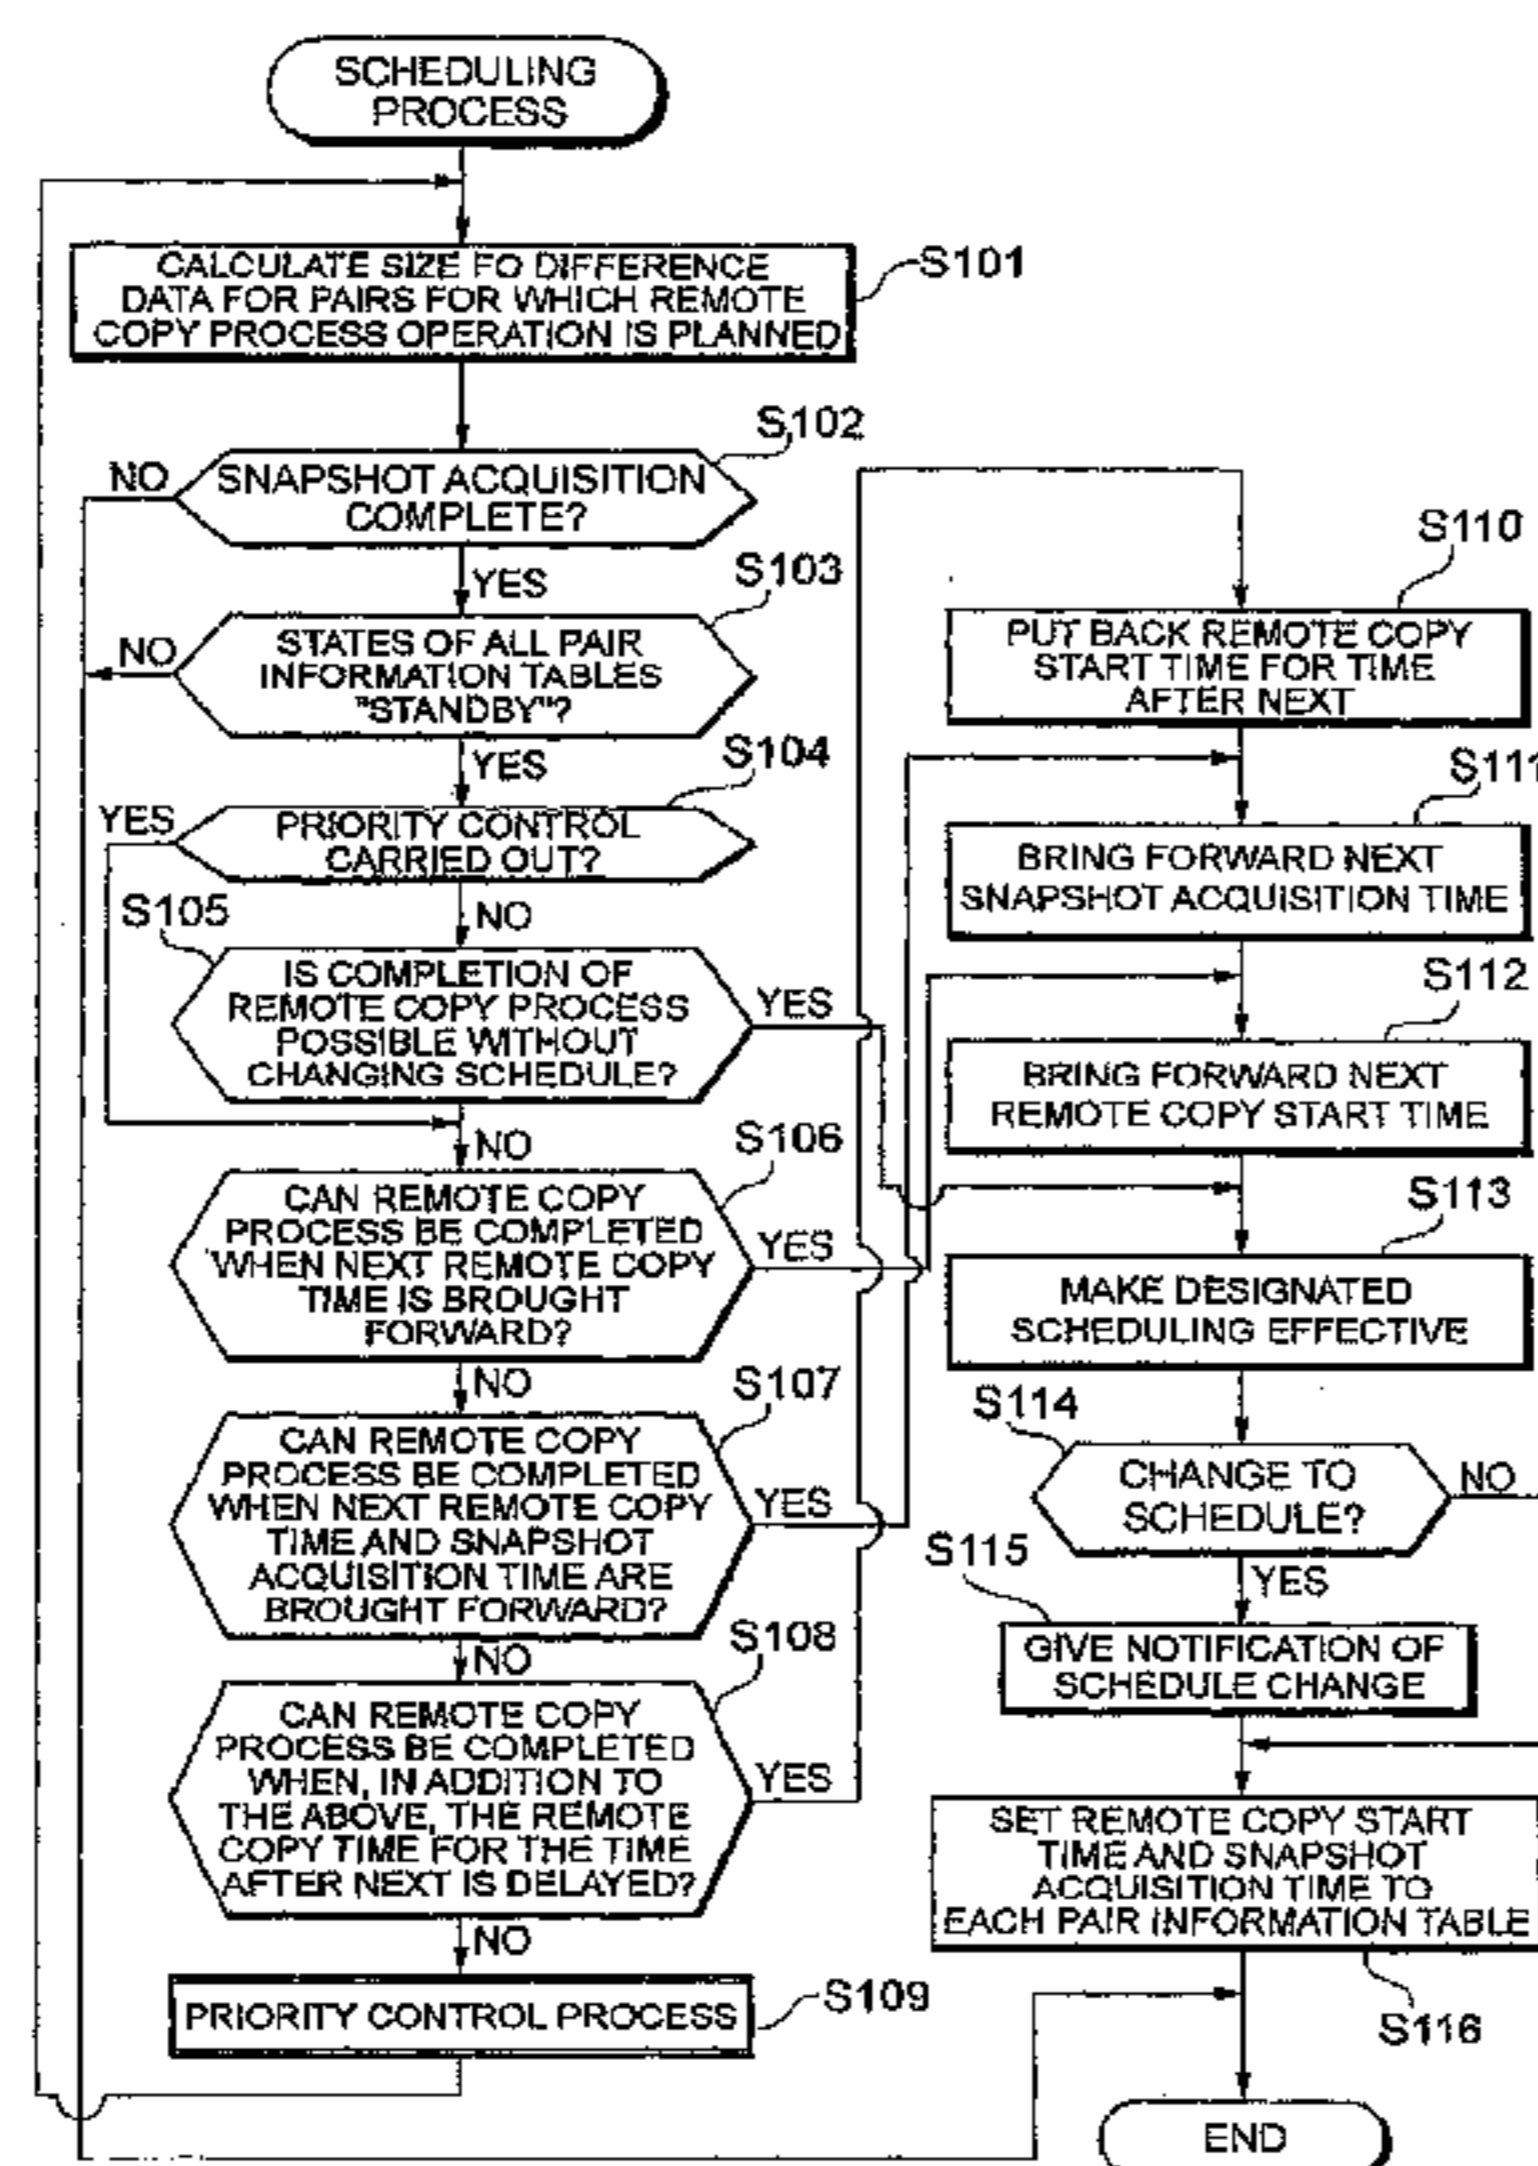 SCHEDULING
PROCESS
CALCULATE SIZE FO DIFFERENCE
DATA FOR PAIRS FOR WHICH REMOTE
COPY PROCESS OPERATION IS PLANNED
S101
S102
NO
SNAPSHOT ACQUISITION
COMPLETE?
YES
S103
NO
STATES OF ALL PAIR
INFORMATION TABLES
"STANDBY"?
YES
S104
YES
PRIORITY CONTROL
CARRIED OUT?
NO
S105
IS COMPLETION OF
REMOTE COPY PROCESS
POSSIBLE WITHOUT
CHANGING SCHEDULE?
YES
NO
S106
CAN REMOTE COPY
PROCESS BE COMPLETED
WHEN NEXT REMOTE COPY
TIME IS BROUGHT
FORWARD?
YES
NO
S107
CAN REMOTE COPY
PROCESS BE COMPLETED
WHEN NEXT REMOTE COPY
TIME AND SNAPSHOT
ACQUISITION TIME ARE
BROUGHT FORWARD?
YES
NO
S108
CAN REMOTE COPY
PROCESS BE COMPLETED
WHEN, IN ADDITION TO
THE ABOVE, THE REMOTE
COPY TIME FOR THE TIME
AFTER NEXT IS DELAYED?
YES
NO
PRIORITY CONTROL PROCESS
S109
S110
PUT BACK REMOTE COPY
START TIME FOR TIME
AFTER NEXT
S111
BRING FORWARD NEXT
SNAPSHOT ACQUISITION TIME
S112
BRING FORWARD NEXT
REMOTE COPY START TIME
S113
MAKE DESIGNATED
SCHEDULING EFFECTIVE
S114
CHANGE TO
SCHEDULE?
NO
YES
S115
GIVE NOTIFICATION OF
SCHEDULE CHANGE
SET REMOTE COPY START
TIME AND SNAPSHOT
ACQUISITION TIME TO
EACH PAIR INFORMATION TABLE
S116
END